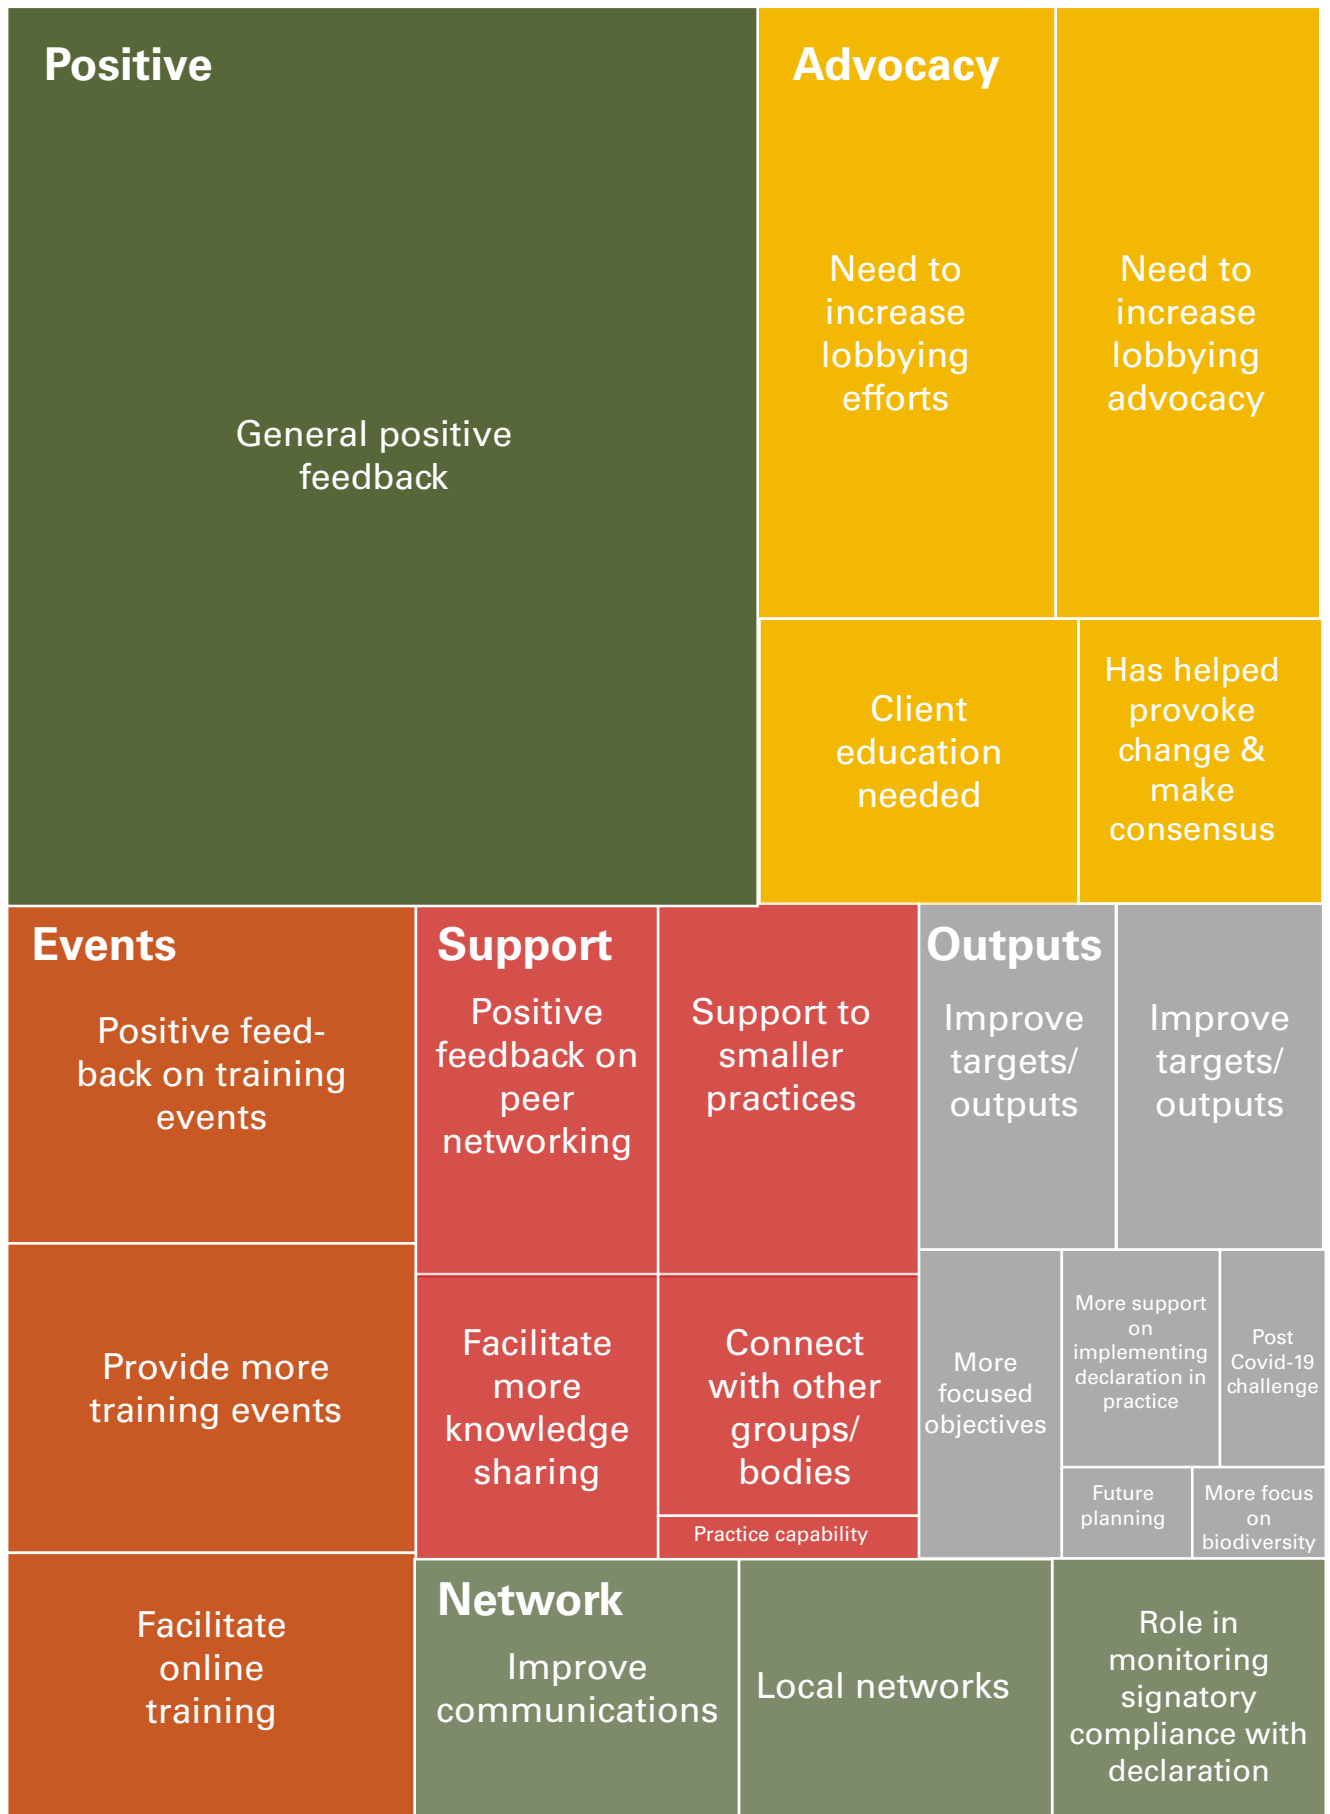 Positive
General positive
feedback
Advocacy
Need to
increase
lobbying
efforts
Need to
increase
lobbying
advocacy
Client
education
needed
Has helped
provoke
change &
make
consensus
Events
Positive feed-
back on training
events
Provide more
training events
Facilitate
online
training
Support
Positive
feedback on
peer
networking
Support to
smaller
practices
Facilitate
more
knowledge
sharing
Connect
with other
groups/
bodies
Practice capability
Outputs
Improve
targets/
outputs
Improve
targets/
outputs
More
focused
objectives
More support
on
implementing
declaration in
practice
Post
Covid-19
challenge
Future
planning
More focus
on
biodiversity
Network
Improve
communications
Local networks
Role in
monitoring
signatory
compliance with
declaration